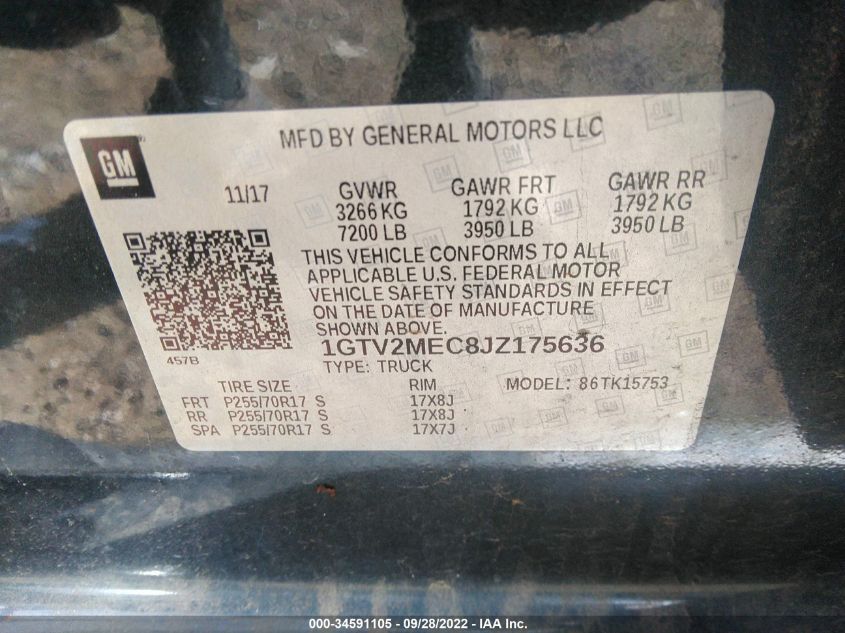 MFD BY GENERAL MOTORS LLC
GM
11/17
GVWR GAWR FRT GAWR RR
3266 KG 1792 KG 1792 KG
7200 LB 3950 LB 3950 LB
THIS VEHICLE CONFORMS TO ALL
APPLICABLE U.S. FEDERAL MOTOR
VEHICLE SAFETY STANDARDS IN EFFECT
ON THE DATE OF MANUFACTURE
SHOWN ABOVE.
457B
1GTV2MEC8JZ175636
TYPE: TRUCK
TIRE SIZE RIM MODEL: 86TK15753
FRT P255/70R17 S 17X8J
RR P255/70R17 S 17X8J
SPA P255/70R17 S 17X7J
000-34591105 - 09/28/2022 - IAA Inc.